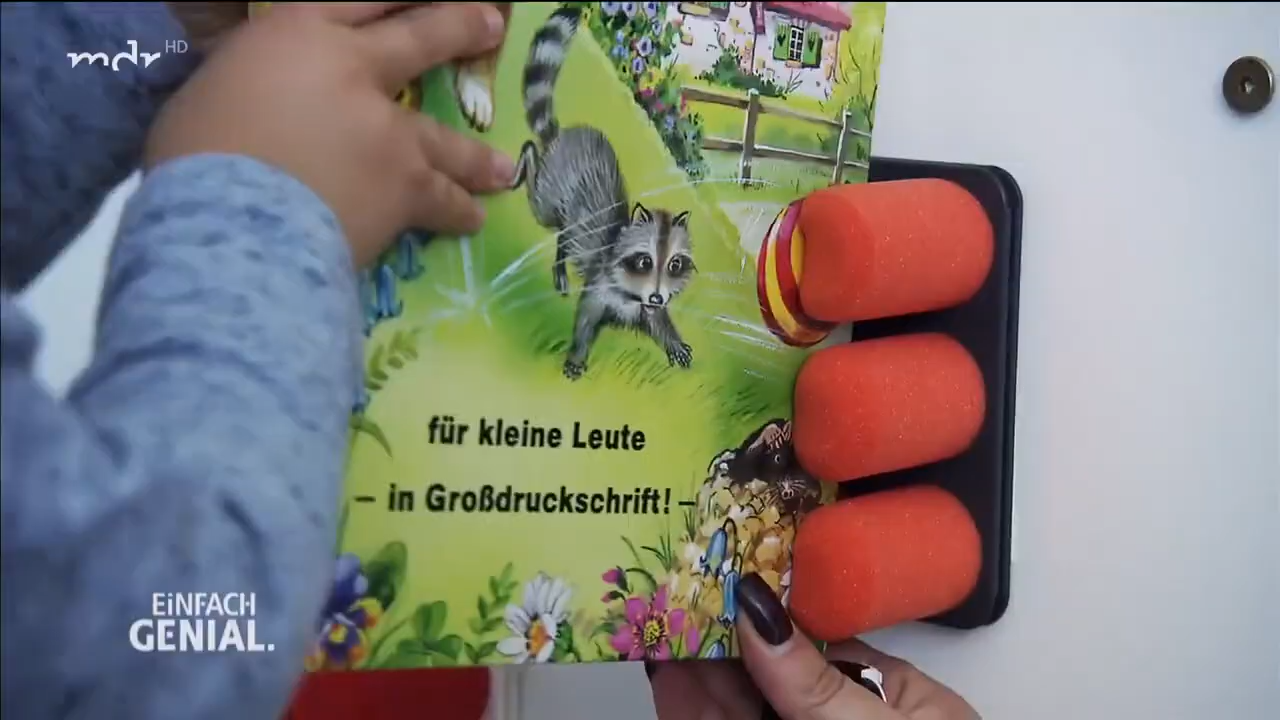 mdr HD
für kleine Leute
– in Großdruckschrift! –
EiNFACH
GENIAL.